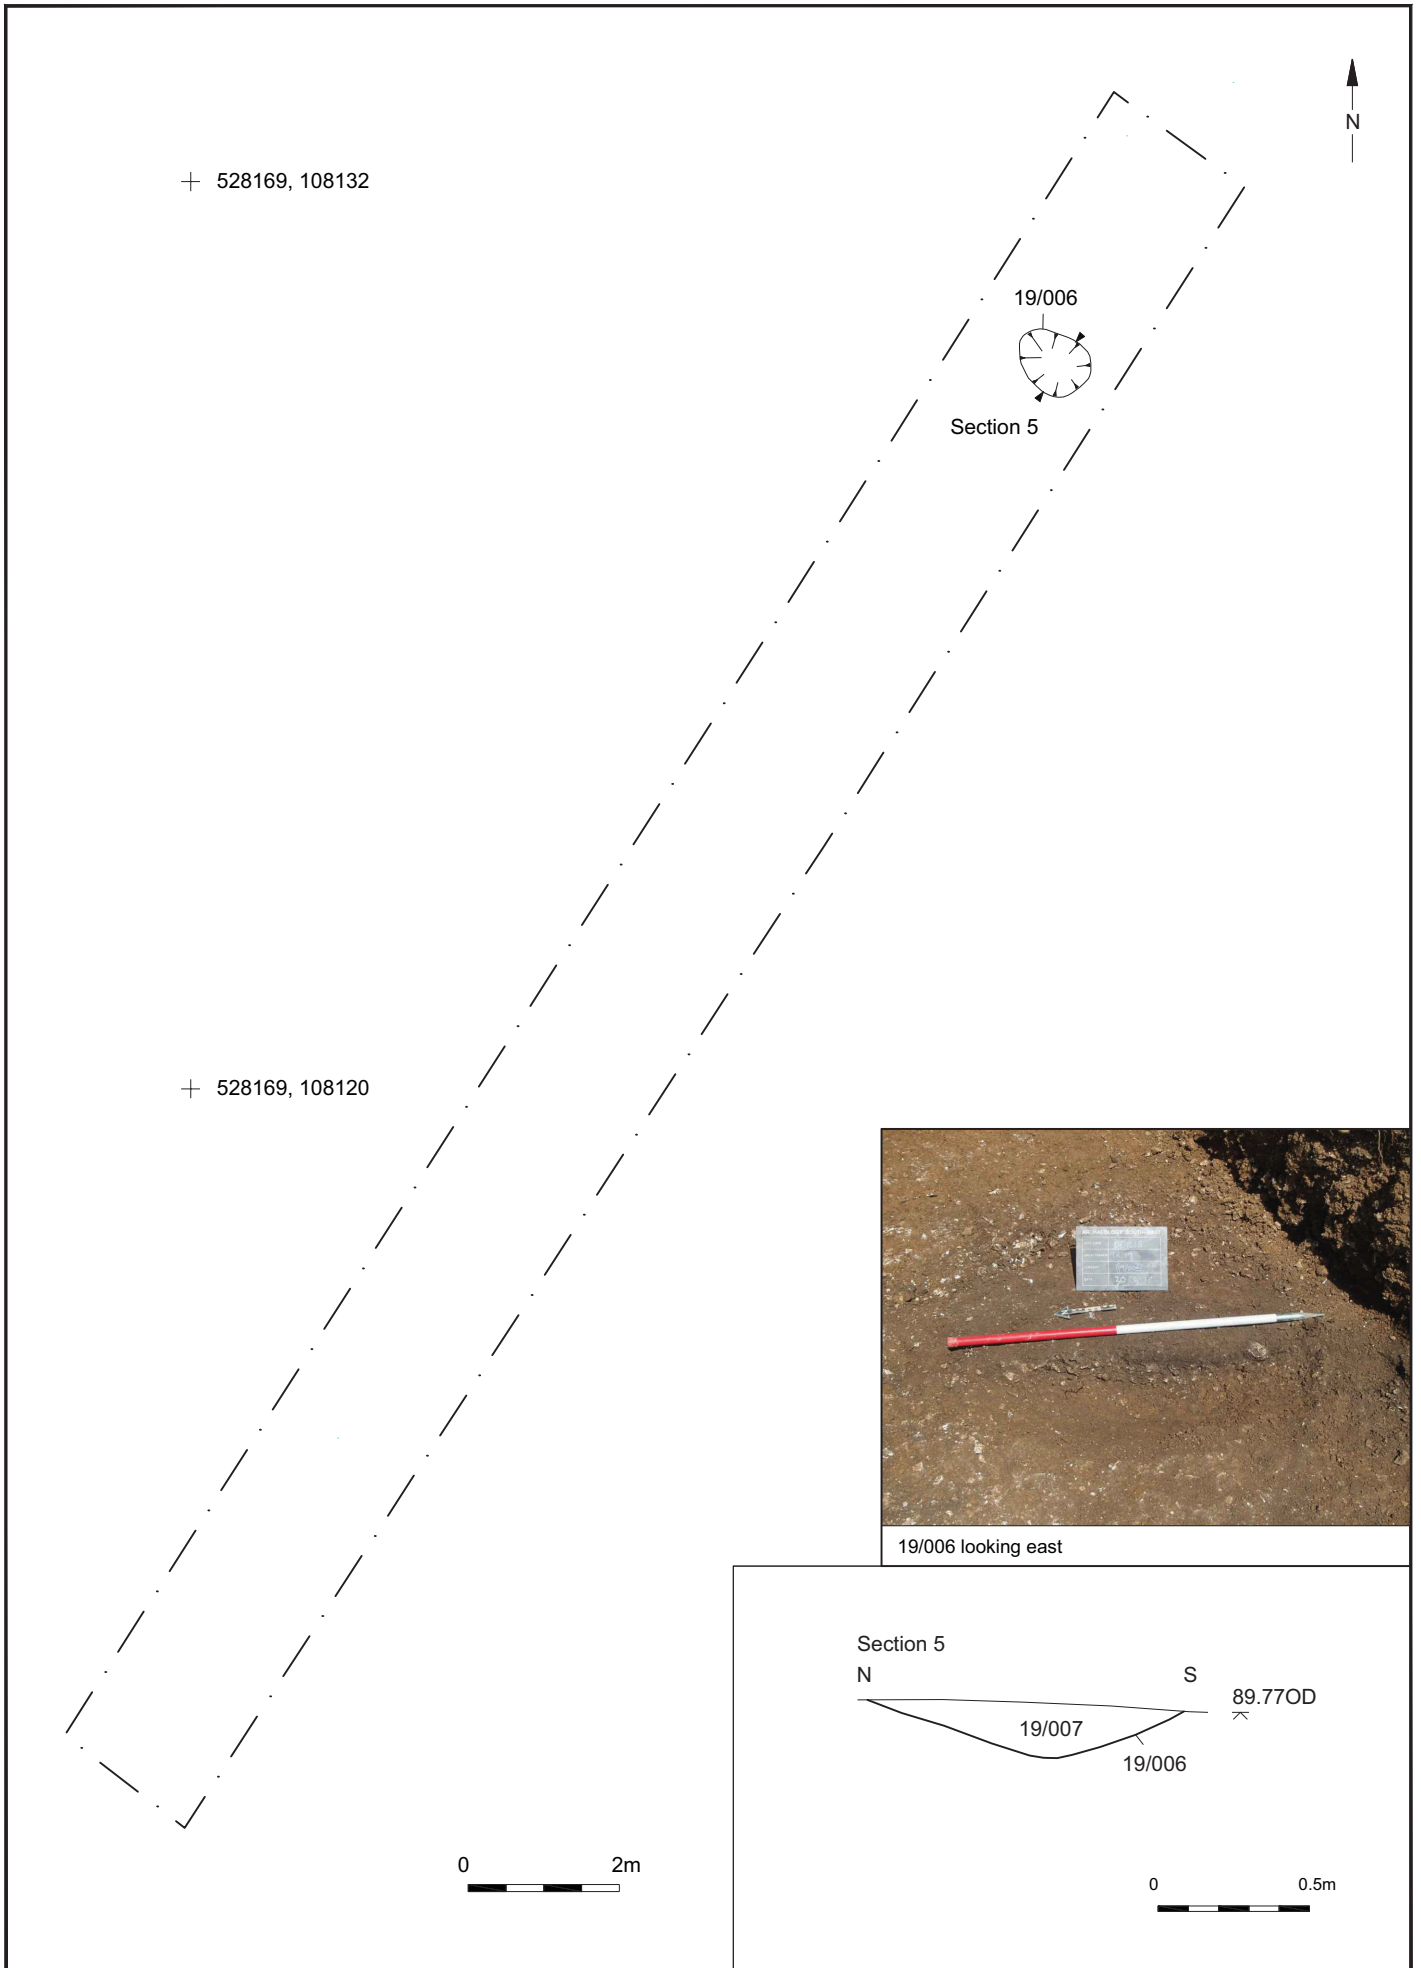 N
528169, 108132
19/006
Section 5
528169, 108120
19/006 looking east
Section 5
N S
89.77OD
19/007
19/006
0 2m
0 0.5m